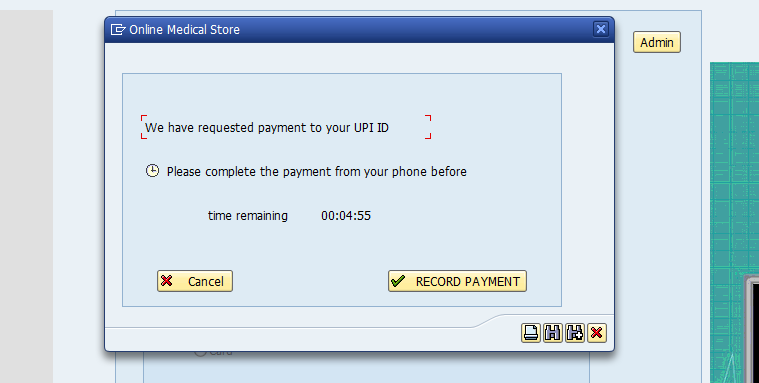 Online Medical Store
Admin
We have requested payment to your UPI ID
Please complete the payment from your phone before
time remaining 00:04:55
Cancel RECORD PAYMENT
Card